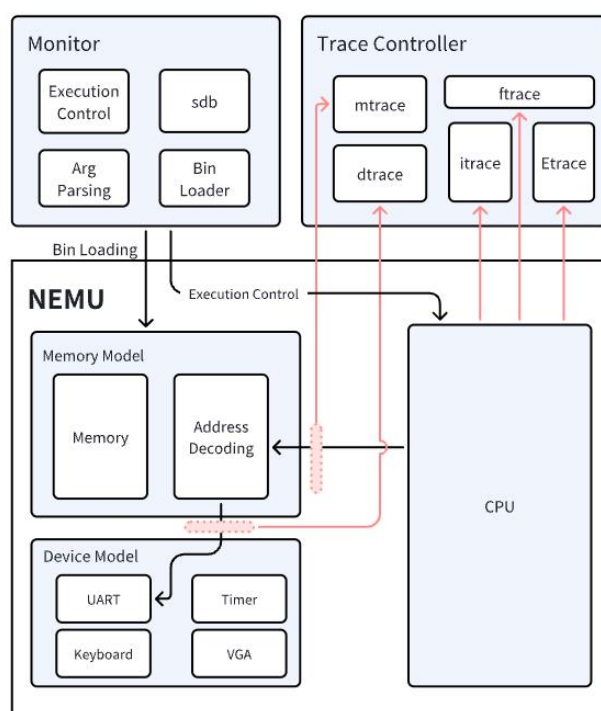 Monitor
Execution
Control
sdb
Arg
Parsing
Bin
Loader
Trace Controller
mtrace
ftrace
dtrace
itrace
Etrace
Bin Loading
NEMU
Execution Control
Memory Model
Memory
Address
Decoding
CPU
Device Model
UART
Timer
Keyboard
VGA